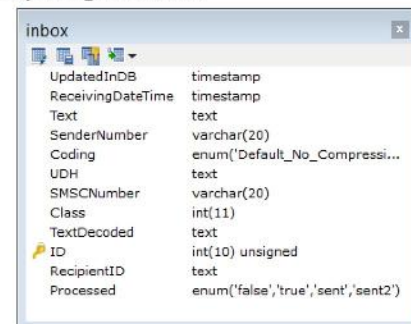 inbox
UpdatedInDB timestamp
ReceivingDateTime timestamp
Text text
SenderNumber varchar(20)
Coding enum('Default_No_Compressi...
UDH text
SMSCNumber varchar(20)
Class int(11)
TextDecoded text
ID int(10) unsigned
RecipientID text
Processed enum('false','true','sent','sent2')